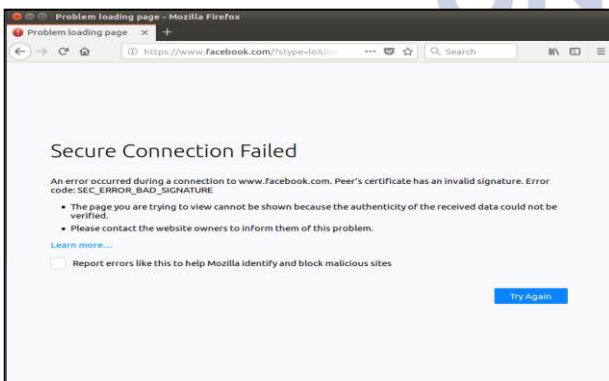 Problem loading page - Mozilla Firefox
Problem loading page
https://www.facebook.com/?stype=lo&jlo
Search
Secure Connection Failed
An error occurred during a connection to www.facebook.com. Peer's certificate has an invalid signature. Error
code: SEC_ERROR_BAD_SIGNATURE
The page you are trying to view cannot be shown because the authenticity of the received data could not be
verified.
Please contact the website owners to inform them of this problem.
Learn more...
Report errors like this to help Mozilla identify and block malicious sites
Try Again